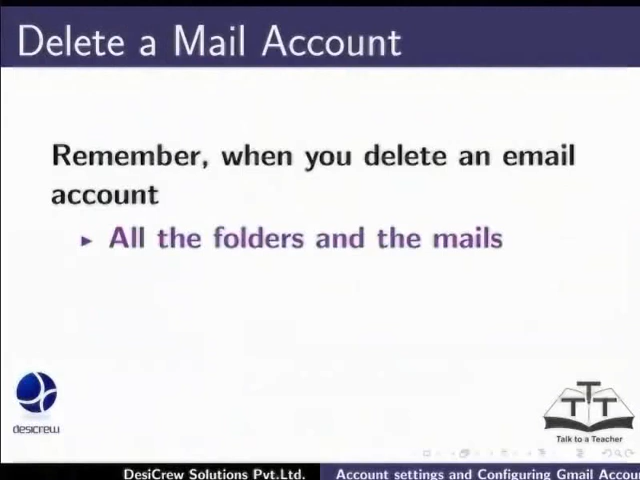 Delete a Mail Account
Remember, when you delete an email
account
All the folders and the mails
desicrew
TTT
Talk to a Teacher
DesiCrew Solutions Pvt.Ltd.
Account settings and Configuring Gmail Accou